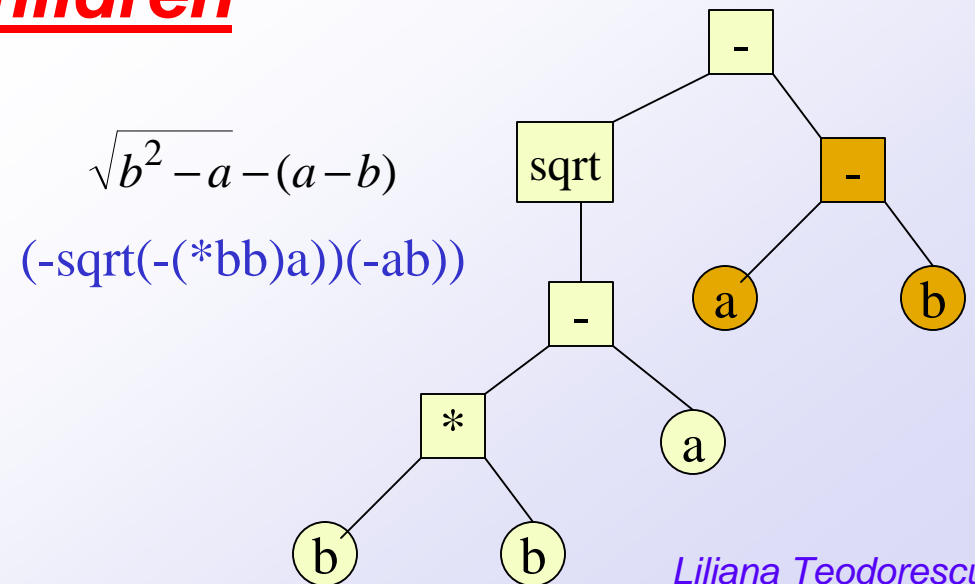 -
sqrt
-
√b² – a – (a – b)
(-sqrt(-(*bb)a))(-ab))
a
b
-
*
a
b
b
Liliana Teodorescu